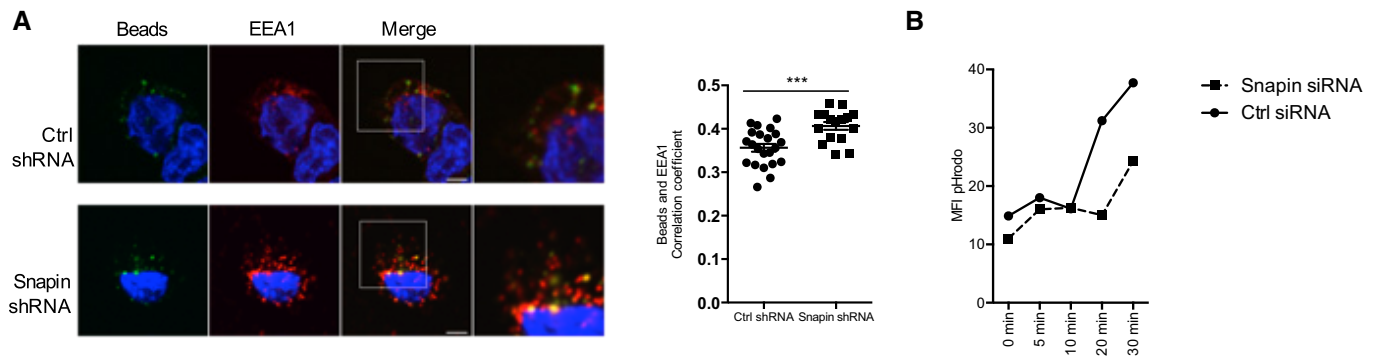 A
Beads
EEA1
Merge
Ctrl
shRNA
Snapin
shRNA
Beads and EEA1
Correlation coefficient
0.5
0.4
0.3
0.2
0.1
0.0
***
Ctrl shRNA
Snapin shRNA
B
MFI pHrodo
40
30
20
10
0
0 min
5 min
10 min
20 min
30 min
Snapin siRNA
Ctrl siRNA